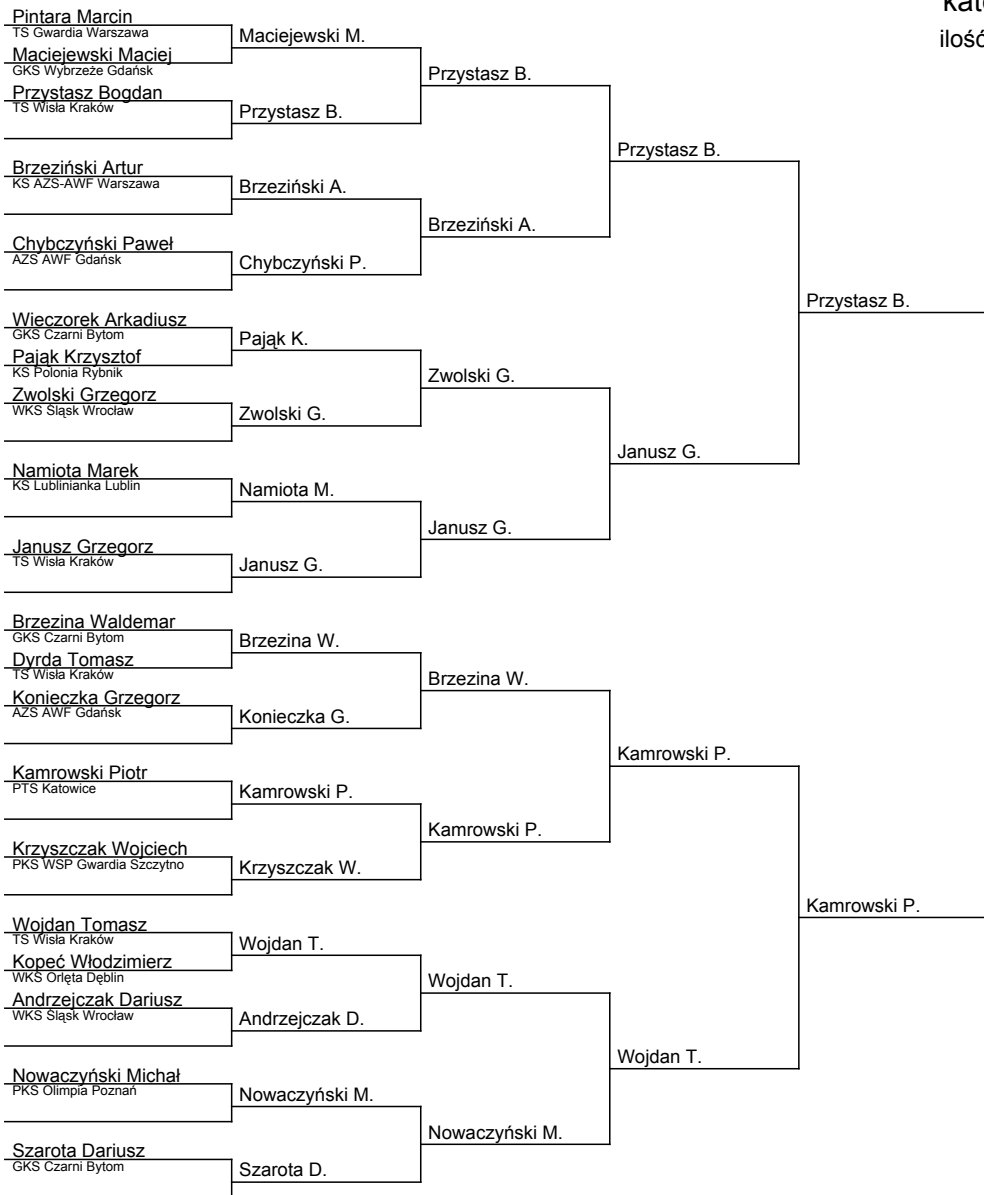 Pintara Marcin
TS Gwardia Warszawa
Maciejewski Maciej
GKS Wybrzeże Gdańsk
Przystasz Bogdan
TS Wisła Kraków
Brzeziński Artur
KS AZS-AWF Warszawa
Chybczyński Paweł
AZS AWF Gdańsk
Wieczorek Arkadiusz
GKS Czarni Bytom
Pająk Krzysztof
KS Polonia Rybnik
Zwolski Grzegorz
WKS Śląsk Wrocław
Namiota Marek
KS Lublinianka Lublin
Janusz Grzegorz
TS Wisła Kraków
Brzezina Waldemar
GKS Czarni Bytom
Dyrda Tomasz
TS Wisła Kraków
Konieczka Grzegorz
AZS AWF Gdańsk
Kamrowski Piotr
PTS Katowice
Krzyszczak Wojciech
PKS WSP Gwardia Szczytno
Wojdan Tomasz
TS Wisła Kraków
Kopeć Włodzimierz
WKS Orlęta Dęblin
Andrzejczak Dariusz
WKS Śląsk Wrocław
Nowaczyński Michał
PKS Olimpia Poznań
Szarota Dariusz
GKS Czarni Bytom
Maciejewski M.
Przystasz B.
Brzeziński A.
Chybczyński P.
Pająk K.
Zwolski G.
Namiota M.
Janusz G.
Brzezina W.
Konieczka G.
Kamrowski P.
Krzyszczak W.
Wojdan T.
Andrzejczak D.
Nowaczyński M.
Szarota D.
Przystasz B.
Brzeziński A.
Zwolski G.
Janusz G.
Brzezina W.
Kamrowski P.
Wojdan T.
Nowaczyński M.
Przystasz B.
Janusz G.
Kamrowski P.
Wojdan T.
Przystasz B.
Kamrowski P.
ilość